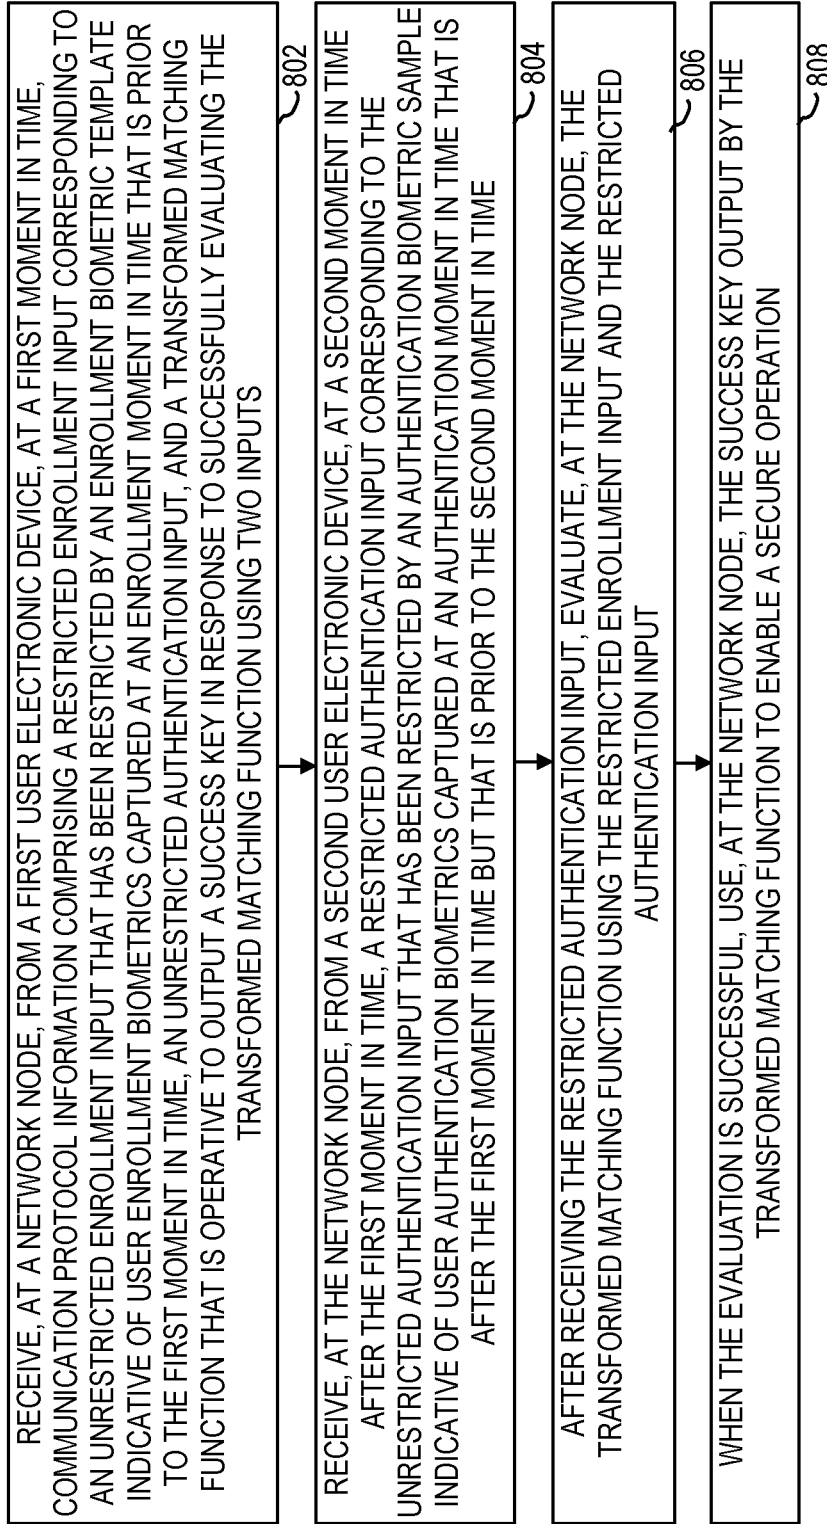 RECEIVE, AT A NETWORK NODE, FROM A FIRST USER ELECTRONIC DEVICE, AT A FIRST MOMENT IN TIME,
COMMUNICATION PROTOCOL INFORMATION COMPRISING A RESTRICTED ENROLLMENT INPUT CORRESPONDING TO
AN UNRESTRICTED ENROLLMENT INPUT THAT HAS BEEN RESTRICTED BY AN ENROLLMENT BIOMETRIC TEMPLATE
INDICATIVE OF USER ENROLLMENT BIOMETRICS CAPTURED AT AN ENROLLMENT MOMENT IN TIME THAT IS PRIOR
TO THE FIRST MOMENT IN TIME, AN UNRESTRICTED AUTHENTICATION INPUT, AND A TRANSFORMED MATCHING
FUNCTION THAT IS OPERATIVE TO OUTPUT A SUCCESS KEY IN RESPONSE TO SUCCESSFULLY EVALUATING THE
TRANSFORMED MATCHING FUNCTION USING TWO INPUTS
802
RECEIVE, AT THE NETWORK NODE, FROM A SECOND USER ELECTRONIC DEVICE, AT A SECOND MOMENT IN TIME
AFTER THE FIRST MOMENT IN TIME, A RESTRICTED AUTHENTICATION INPUT CORRESPONDING TO THE
UNRESTRICTED AUTHENTICATION INPUT THAT HAS BEEN RESTRICTED BY AN AUTHENTICATION BIOMETRIC SAMPLE
INDICATIVE OF USER AUTHENTICATION BIOMETRICS CAPTURED AT AN AUTHENTICATION MOMENT IN TIME THAT IS
AFTER THE FIRST MOMENT IN TIME BUT THAT IS PRIOR TO THE SECOND MOMENT IN TIME
804
AFTER RECEIVING THE RESTRICTED AUTHENTICATION INPUT, EVALUATE, AT THE NETWORK NODE, THE
TRANSFORMED MATCHING FUNCTION USING THE RESTRICTED ENROLLMENT INPUT AND THE RESTRICTED
AUTHENTICATION INPUT
806
WHEN THE EVALUATION IS SUCCESSFUL, USE, AT THE NETWORK NODE, THE SUCCESS KEY OUTPUT BY THE
TRANSFORMED MATCHING FUNCTION TO ENABLE A SECURE OPERATION
808